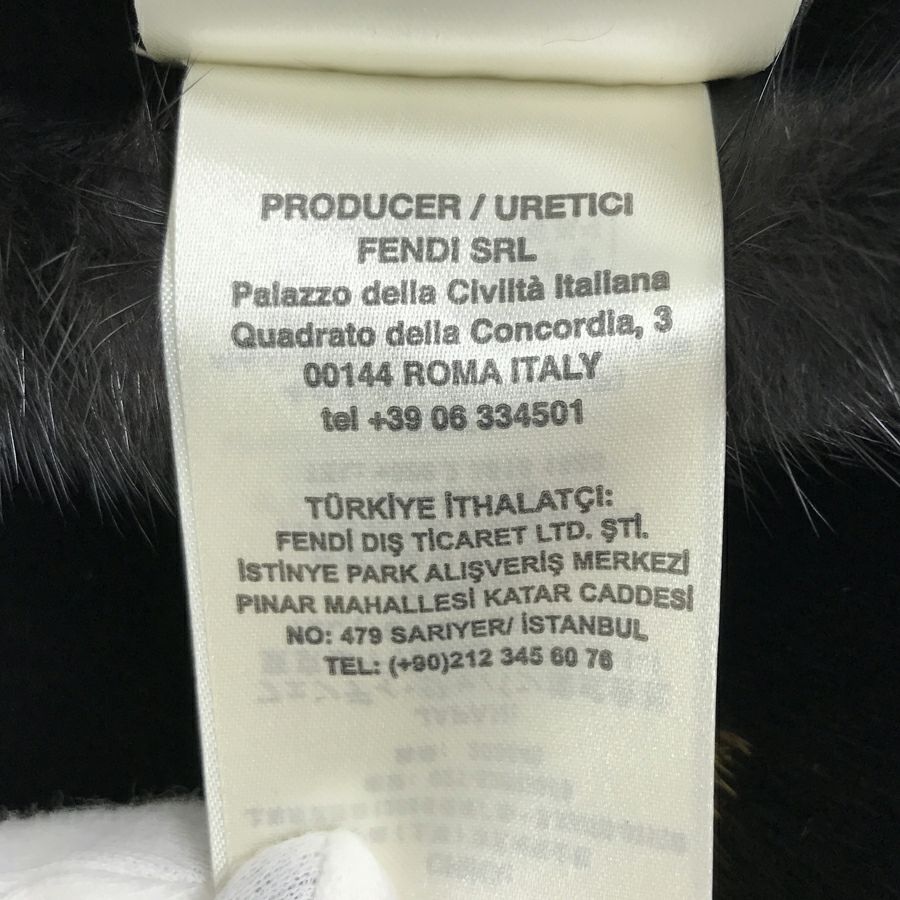 PRODUCER / URETICI
FENDI SRL
Palazzo della Civiltà Italiana
Quadrato della Concordia, 3
00144 ROMA ITALY
tel +39 06 334501
TÜRKİYE İTHALATÇİ:
FENDİ DIŞ TİCARET LTD. ŞTİ.
İSTİNYE PARK ALIŞVERİŞ MERKEZİ
PINAR MAHALLESİ KATAR CADDESİ
NO: 479 SARIYER/ İSTANBUL
TEL: (+90)212 345 60 76